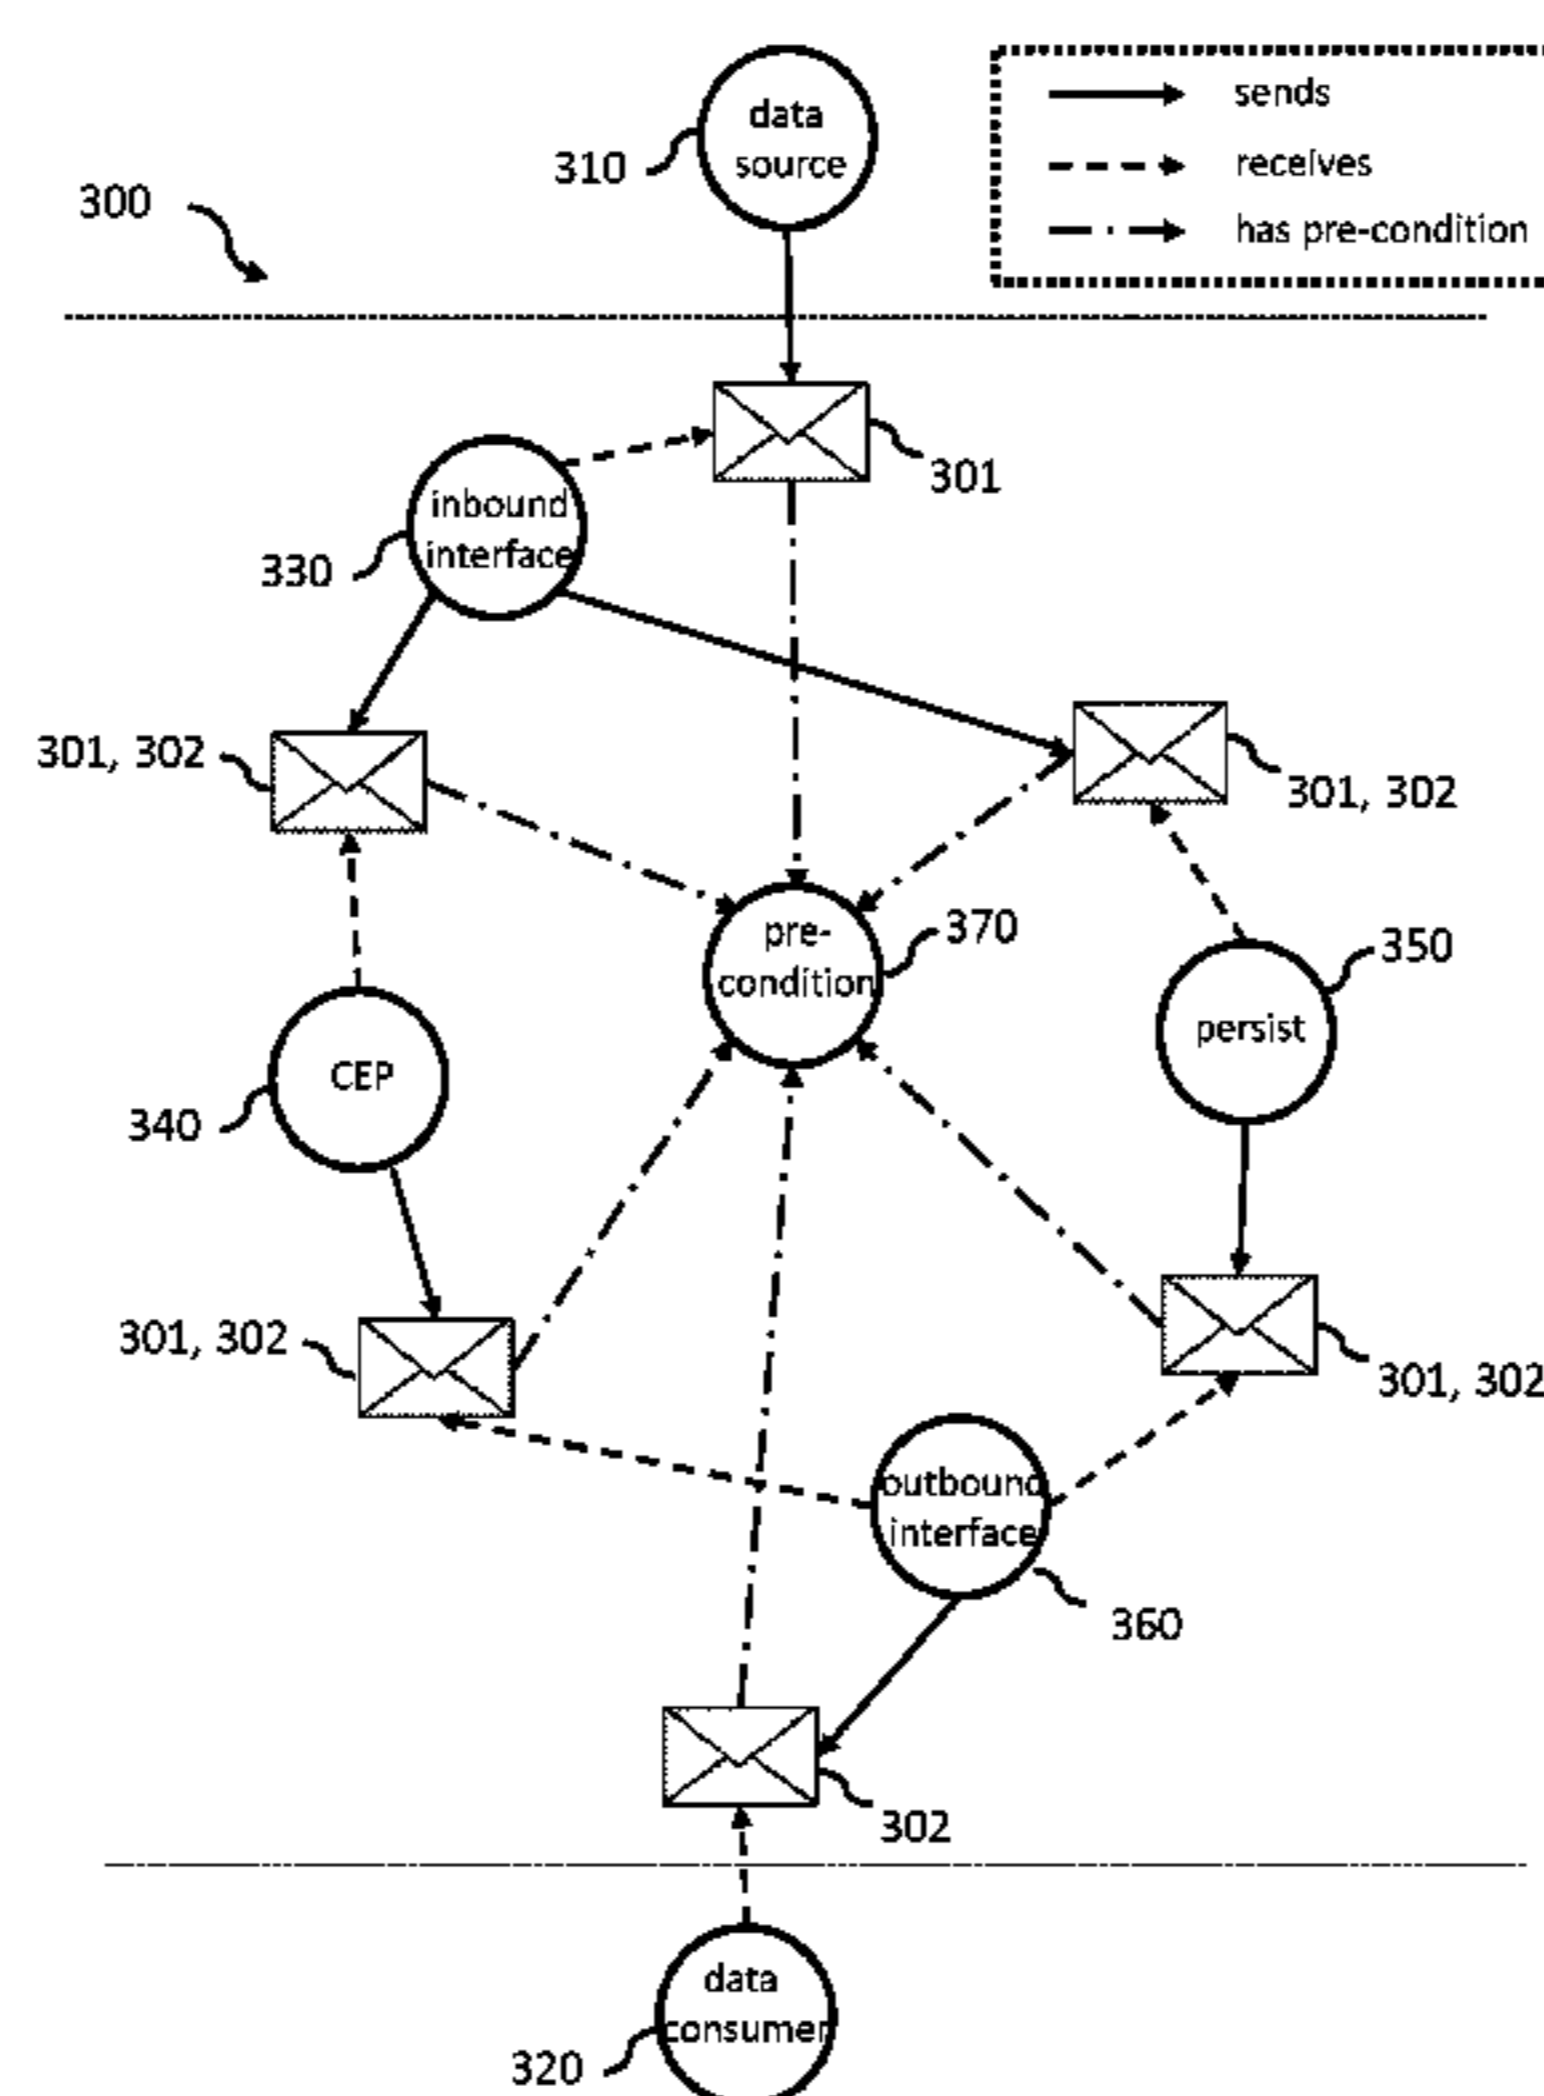 data
source
310
sends
receives
has pre-condition
300
301
inbound
interface
330
301, 302
301, 302
pre-
condition
370
350
persist
CEP
340
301, 302
301, 302
outbound
interface
360
302
data
consumer
320